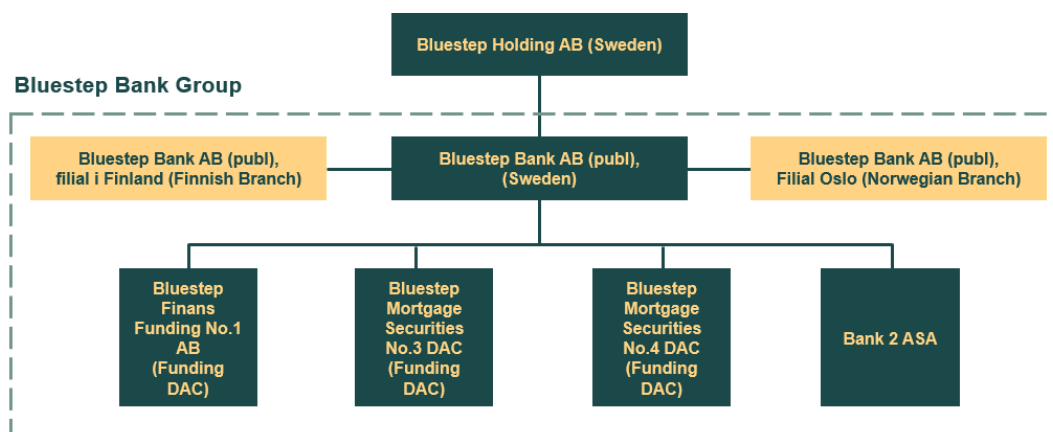 Bluestep Holding AB (Sweden)
Bluestep Bank Group
Bluestep Bank AB (publ),
filial i Finland (Finnish Branch)
Bluestep Bank AB (publ),
(Sweden)
Bluestep Bank AB (publ),
Filial Oslo (Norwegian Branch)
Bluestep
Finans
Funding No.1
AB
(Funding
DAC)
Bluestep
Mortgage
Securities
No.3 DAC
(Funding
DAC)
Bluestep
Mortgage
Securities
No.4 DAC
(Funding
DAC)
Bank 2 ASA